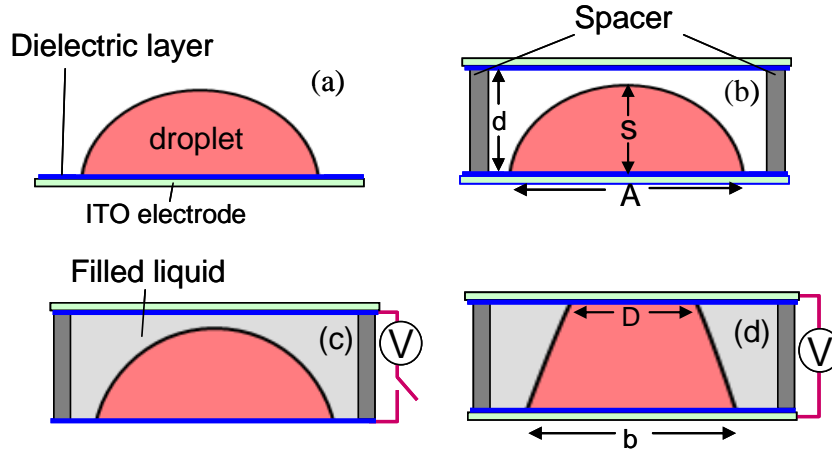 Dielectric layer
(a)
droplet
ITO electrode
Spacer
(b)
d
S
A
Filled liquid
(c)
V
D
(d)
V
b